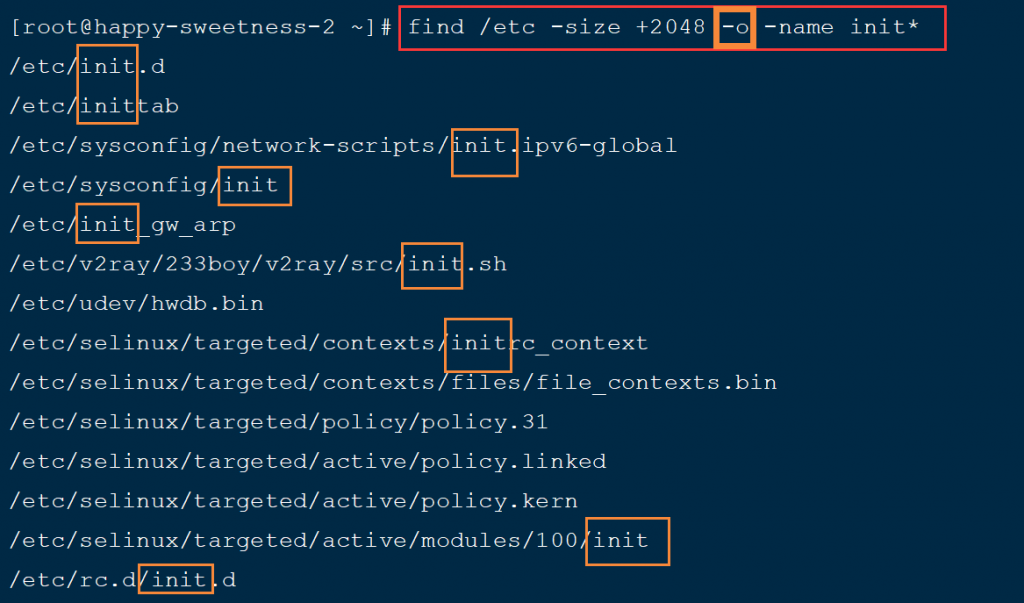 [root@happy-sweetness-2 ~]# find /etc -size +2048 -o -name init*
/etc/init.d
/etc/inittab
/etc/sysconfig/network-scripts/init.ipv6-global
/etc/sysconfig/init
/etc/init_gw_arp
/etc/v2ray/233boy/v2ray/src/init.sh
/etc/udev/hwdb.bin
/etc/selinux/targeted/contexts/initrc_context
/etc/selinux/targeted/contexts/files/file_contexts.bin
/etc/selinux/targeted/policy/policy.31
/etc/selinux/targeted/active/policy.linked
/etc/selinux/targeted/active/policy.kern
/etc/selinux/targeted/active/modules/100/init
/etc/rc.d/init.d